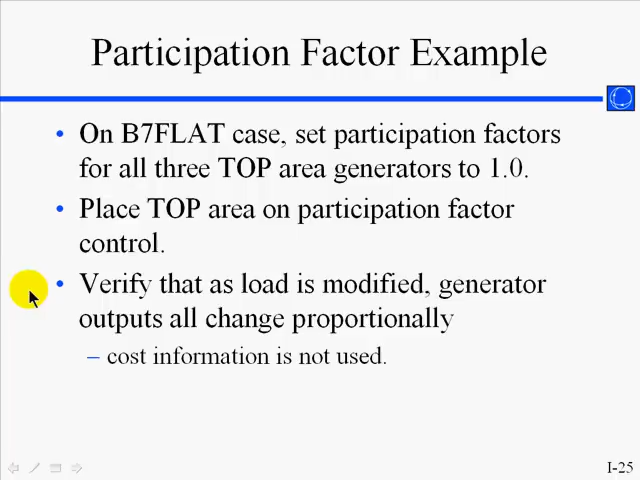 Participation Factor Example
• On B7FLAT case, set participation factors
for all three TOP area generators to 1.0.
• Place TOP area on participation factor
control.
• Verify that as load is modified, generator
outputs all change proportionally
– cost information is not used.
I-25